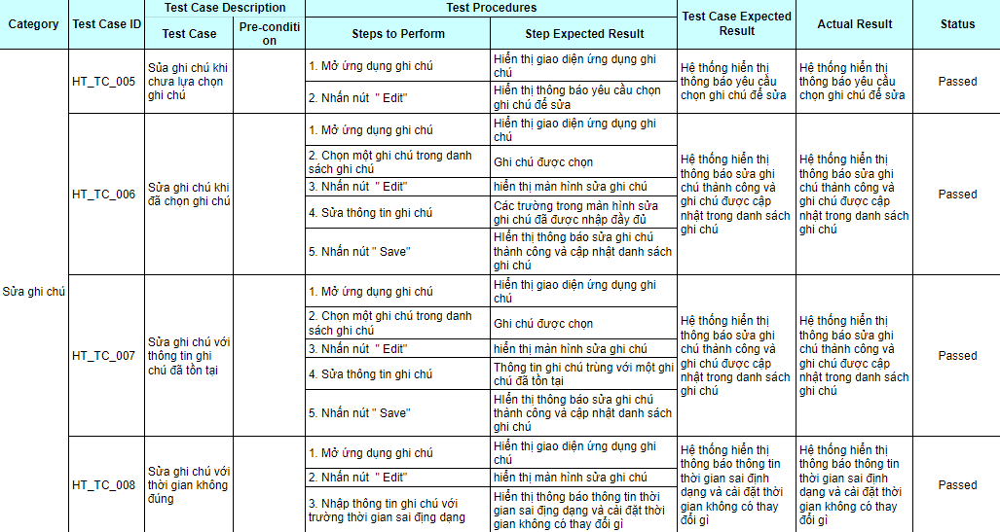 Category
Test Case ID
Test Case Description
Test Procedures
Test Case Expected
Result
Actual Result
Status
Test Case
Pre-conditi
on
Steps to Perform
Step Expected Result
Sửa ghi chú
HT_TC_005
Sủa ghi chú khi
chưa lựa chọn
ghi chú
1. Mở ứng dụng ghi chú
Hiển thị giao diện ứng dụng ghi
chú
2. Nhấn nút " Edit"
Hiển thị thông báo yêu cầu chọn
ghi chú để sửa
Hệ thống hiển thị
thông báo yêu cầu
chọn ghi chú để sửa
Hệ thống hiển thị
thông báo yêu cầu
chọn ghi chú để sửa
Passed
HT_TC_006
Sửa ghi chú khi
đã chọn ghi chú
1. Mở ứng dụng ghi chú
Hiển thị giao diện ứng dụng ghi
chú
2. Chọn một ghi chú trong danh
sách ghi chú
Ghi chú được chọn
3. Nhấn nút " Edit"
hiển thị màn hình sửa ghi chú
4. Sửa thông tin ghi chú
Các trường trong màn hình sửa
ghi chú đã được nhập đầy đủ
5. Nhấn nút " Save"
HIển thị thông báo sửa ghi chú
thành công và cập nhật danh sách
ghi chú
Hệ thống hiển thị
thông báo sửa ghi
chú thành công và
ghi chú được cập
nhật trong danh sách
ghi chú
Hệ thống hiển thị
thông báo sửa ghi
chú thành công và
ghi chú được cập
nhật trong danh sách
ghi chú
Passed
HT_TC_007
Sửa ghi chú với
thông tin ghi
chú đã tồn tại
1. Mở ứng dụng ghi chú
Hiển thị giao diện ứng dụng ghi
chú
2. Chọn một ghi chú trong danh
sách ghi chú
Ghi chú được chọn
3. Nhấn nút " Edit"
hiển thị màn hình sửa ghi chú
4. Sửa thông tin ghi chú
Thông tin ghi chú trùng với một ghi
chú đã tồn tại
5. Nhấn nút " Save"
HIển thị thông báo sửa ghi chú
thành công và cập nhật danh sách
ghi chú
Hệ thống hiển thị
thông báo sửa ghi
chú thành công và
ghi chú được cập
nhật trong danh sách
ghi chú
Hệ thống hiển thị
thông báo sửa ghi
chú thành công và
ghi chú được cập
nhật trong danh sách
ghi chú
Passed
HT_TC_008
Sửa ghi chú với
thời gian không
đúng
1. Mở ứng dụng ghi chú
Hiển thị giao diện ứng dụng ghi
chú
2. Nhấn nút " Edit"
hiển thị màn hình sửa ghi chú
3. Nhập thông tin ghi chú với
trường thời gian sai địng dạng
Hiển thị thông báo thông tin thời
gian sai địng dạng và cài đặt thời
gian không có thay đổi gì
Hệ thống hiển thị
thông báo thông tin
thời gian sai định
dạng và cài đặt thời
gian không có thay
đổi gì
Hệ thống hiển thị
thông báo thông tin
thời gian sai định
dạng và cài đặt thời
gian không có thay
đổi gì
Passed